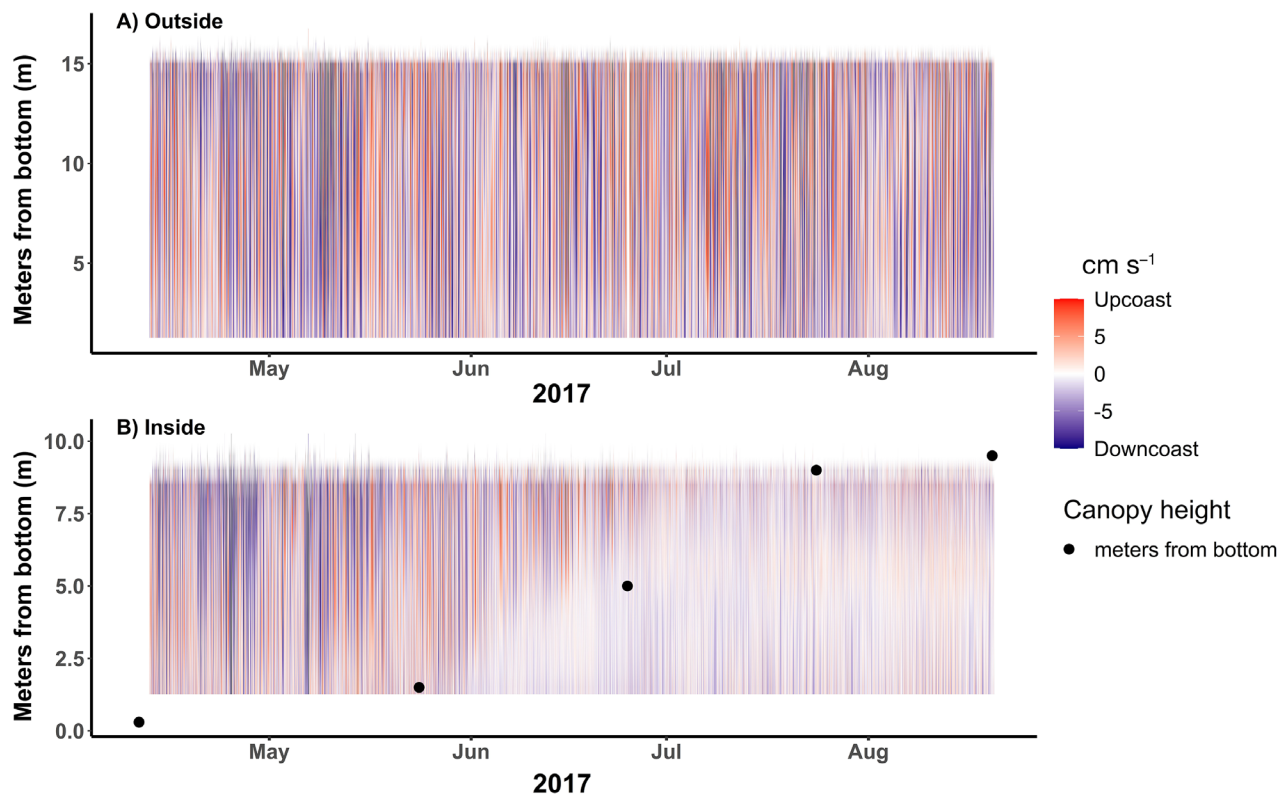 A) Outside
Meters from bottom (m)
15
10
5
May
Jun
Jul
Aug
2017
B) Inside
Meters from bottom (m)
10.0
7.5
5.0
2.5
0.0
May
Jun
Jul
Aug
2017
cm s⁻¹
Upcoast
5
0
-5
Downcoast
Canopy height
meters from bottom